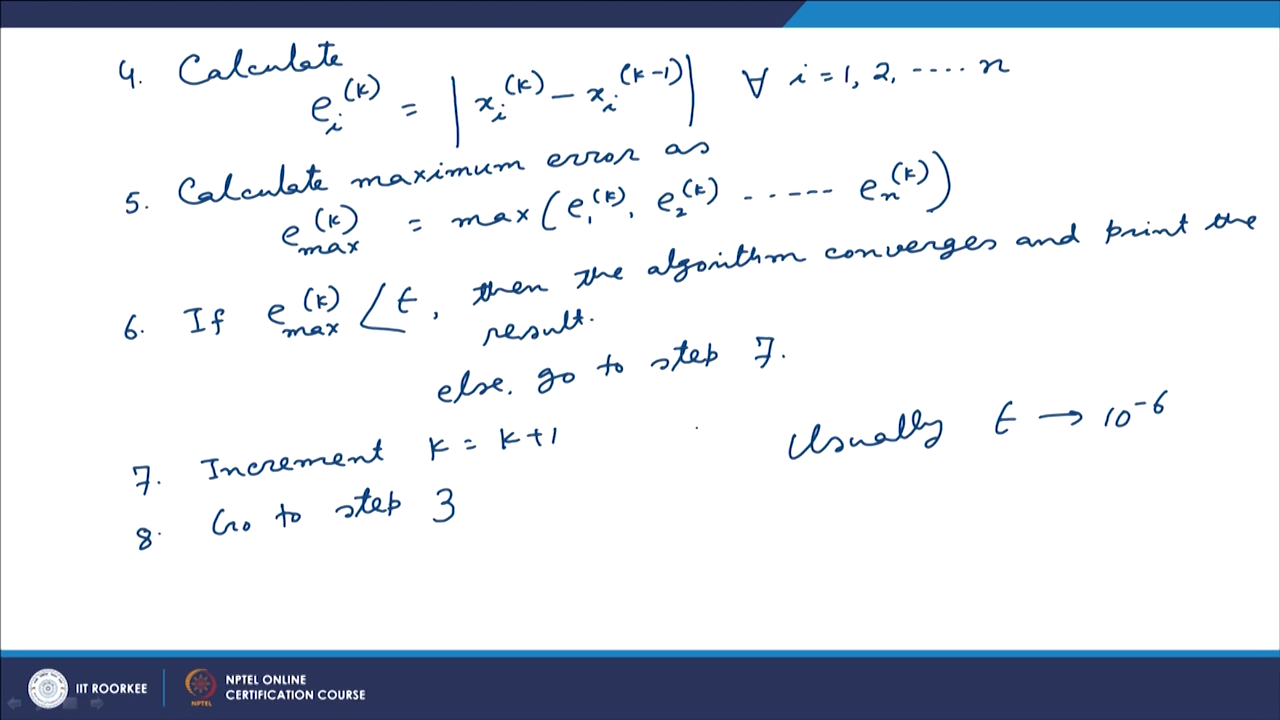 4. Calculate
e_i^(k) = | x_i^(k) - x_i^(k-1) | ∀ i = 1, 2, ..... n
5. Calculate maximum error as
e_max^(k) = max ( e_1^(k), e_2^(k) ------ e_n^(k) )
6. If e_max^(k) < ε, then the algorithm converges and print the
result.
else, go to step 7.
Usually ε → 10^-6
7. Increment k = k+1
8. Go to step 3
IIT ROORKEE
NPTEL ONLINE
CERTIFICATION COURSE
NPTEL